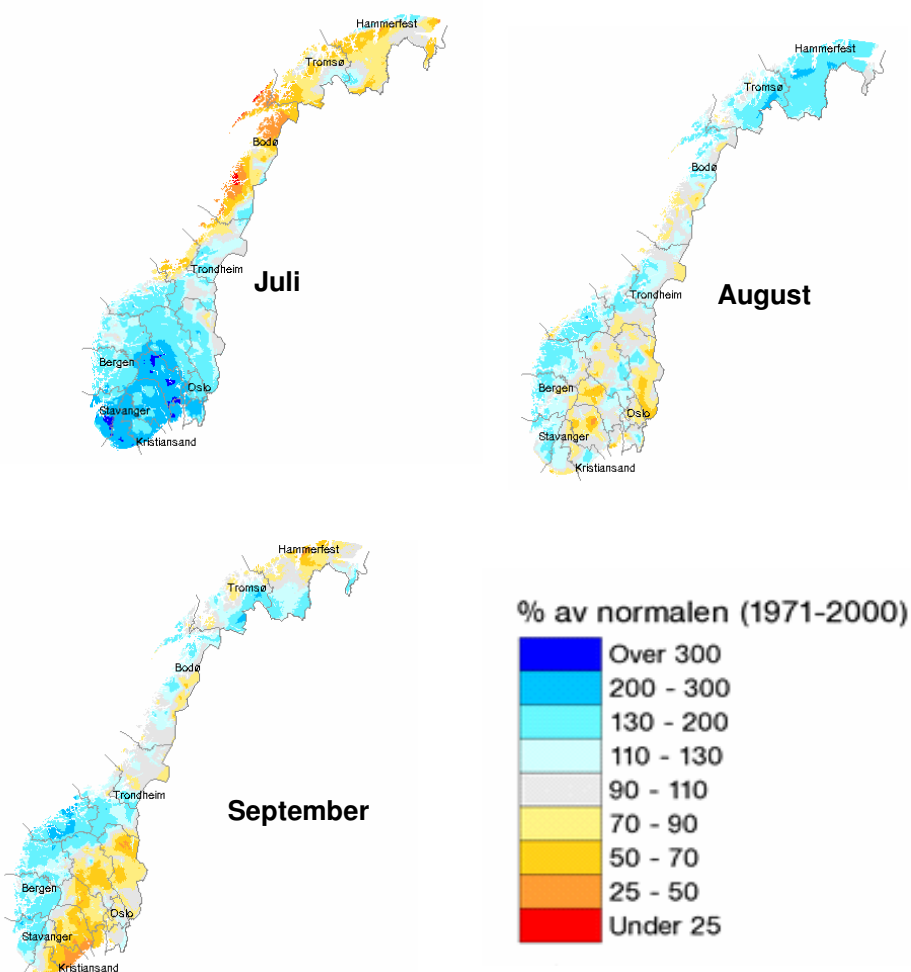 Hammerfest
Tromsø
Bodø
Trondheim
Juli
Bergen
Oslo
Stavanger
Kristiansand
Hammerfest
Tromsø
Bodø
Trondheim
August
Bergen
Oslo
Stavanger
Kristiansand
Hammerfest
Tromsø
Bodø
Trondheim
September
Bergen
Oslo
Stavanger
Kristiansand
% av normalen (1971-2000)
Over 300
200 - 300
130 - 200
110 - 130
90 - 110
70 - 90
50 - 70
25 - 50
Under 25